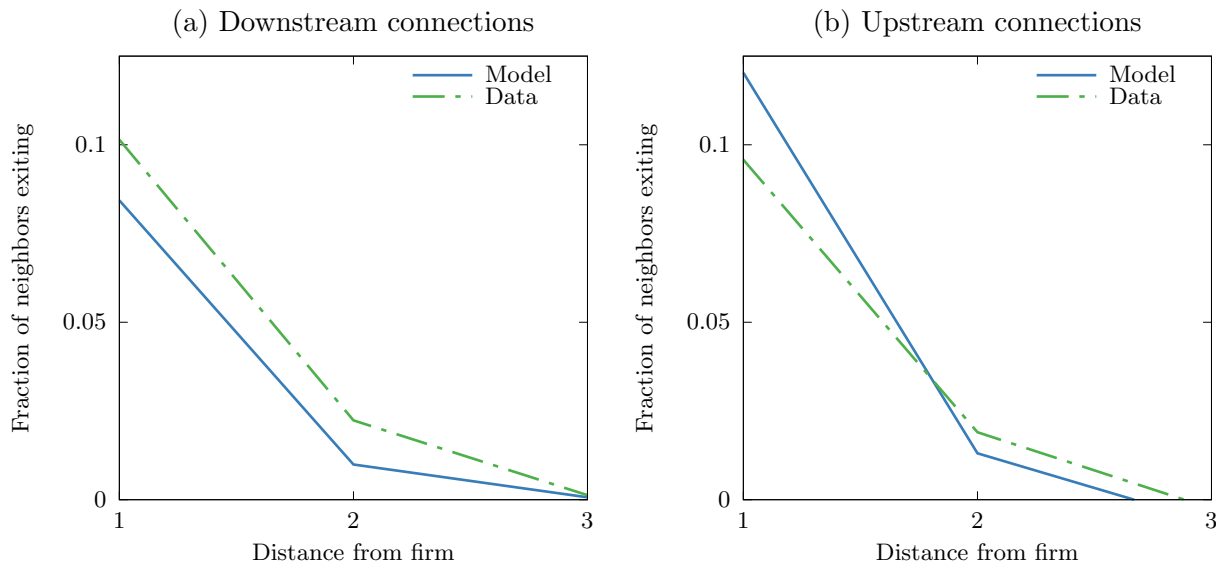 (a) Downstream connections
Model
Data
Fraction of neighbors exiting
0.1
0.05
0
1 2 3
Distance from firm
(b) Upstream connections
Model
Data
Fraction of neighbors exiting
0.1
0.05
0
1 2 3
Distance from firm